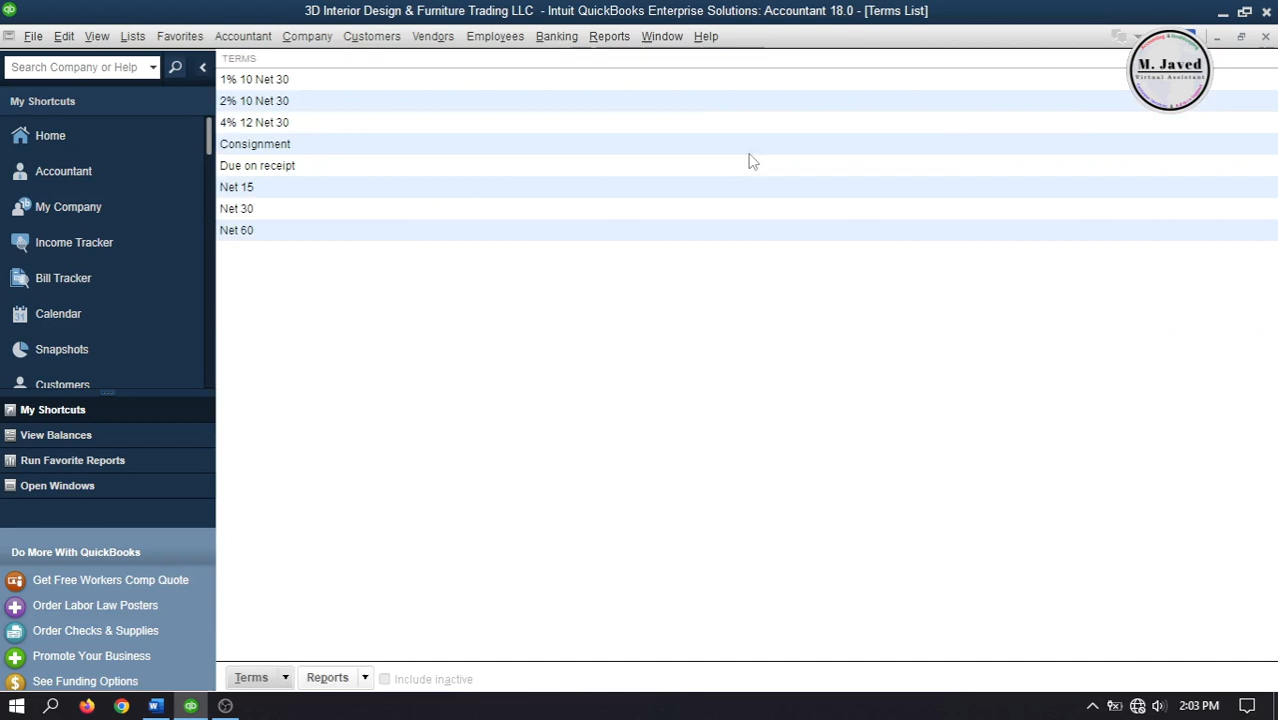 3D Interior Design & Furniture Trading LLC - Intuit QuickBooks Enterprise Solutions: Accountant 18.0 - [Terms List]
File Edit View Lists Favorites Accountant Company Customers Vendors Employees Banking Reports Window Help
Search Company or Help
My Shortcuts
Home
Accountant
My Company
Income Tracker
Bill Tracker
Calendar
31
Snapshots
Customers
My Shortcuts
View Balances
Run Favorite Reports
Open Windows
Do More With QuickBooks
Get Free Workers Comp Quote
Order Labor Law Posters
Order Checks & Supplies
Promote Your Business
See Funding Options
TERMS
1% 10 Net 30
2% 10 Net 30
4% 12 Net 30
Consignment
Due on receipt
Net 15
Net 30
Net 60
M. Javed
Virtual Assistant
Terms Reports Include inactive
2:03 PM